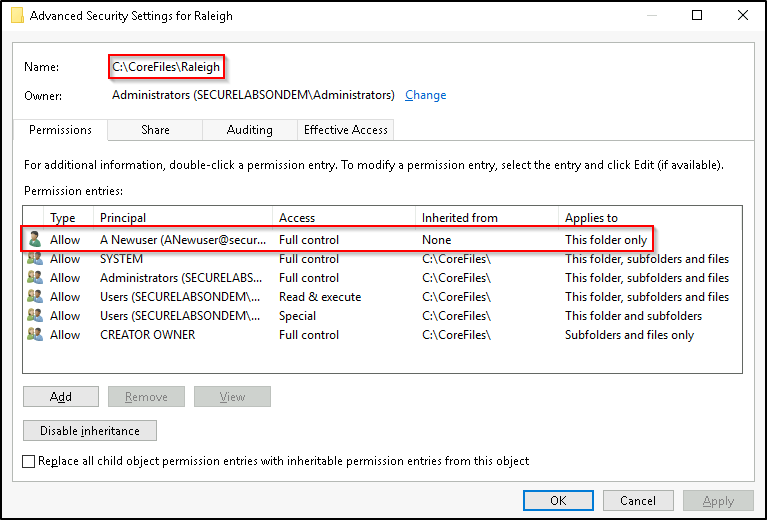 Advanced Security Settings for Raleigh
Name: C:\CoreFiles\Raleigh
Owner: Administrators (SECURELABSONDEM\Administrators) Change
Permissions Share Auditing Effective Access
For additional information, double-click a permission entry. To modify a permission entry, select the entry and click Edit (if available).
Permission entries:
Type Principal Access Inherited from Applies to
Allow A Newuser (ANewuser@secur... Full control None This folder only
Allow SYSTEM Full control C:\CoreFiles\ This folder, subfolders and files
Allow Administrators (SECURELABS... Full control C:\CoreFiles\ This folder, subfolders and files
Allow Users (SECURELABSONDEM\... Read & execute C:\CoreFiles\ This folder, subfolders and files
Allow Users (SECURELABSONDEM\... Special C:\CoreFiles\ This folder and subfolders
Allow CREATOR OWNER Full control C:\CoreFiles\ Subfolders and files only
Add Remove View
Disable inheritance
Replace all child object permission entries with inheritable permission entries from this object
OK Cancel Apply